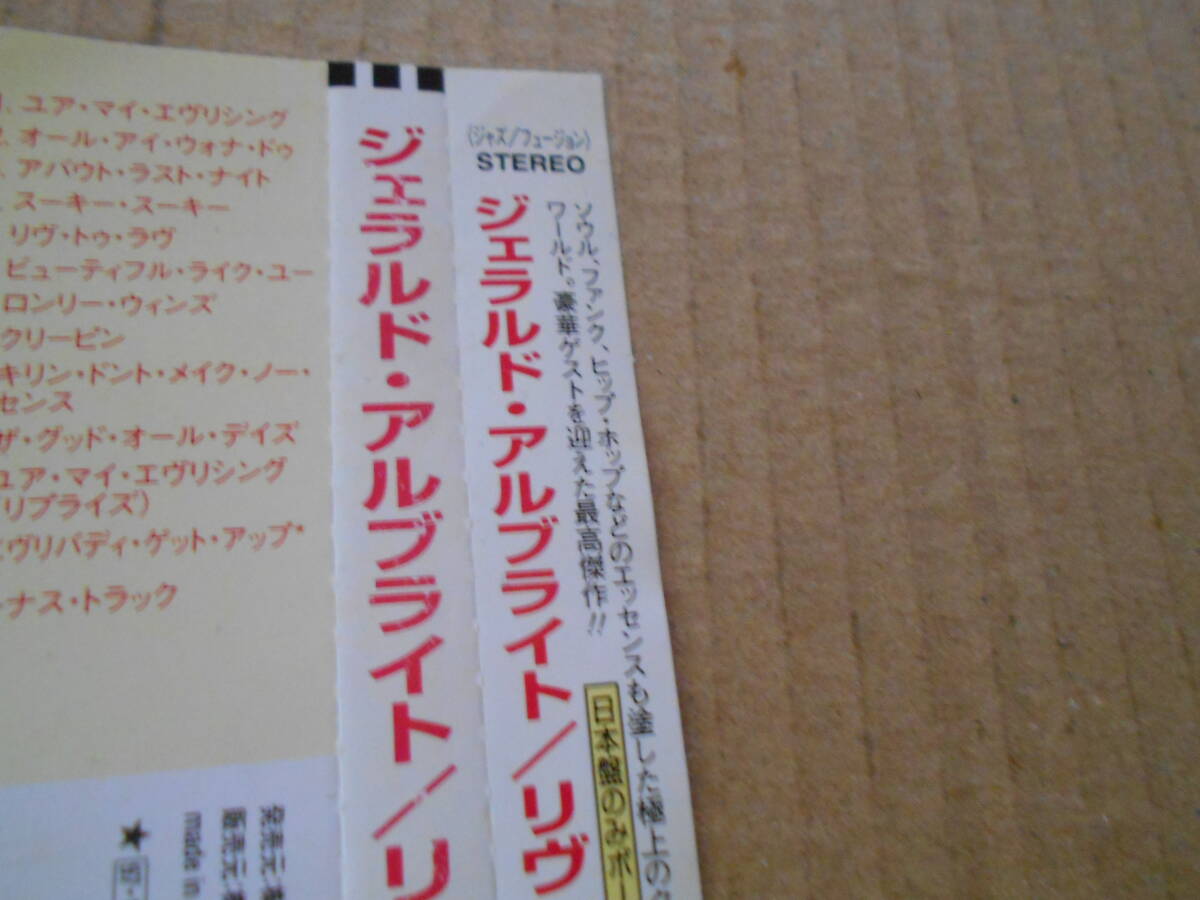 1. ユア・マイ・エヴリシング
2. オール・アイ・ウォナ・ドゥ
. アバウト・ラスト・ナイト
. スーキー・スーキー
リヴ・トゥ・ラヴ
ビューティフル・ライク・ユー
ロンリー・ウィンズ
クリーピン
キリン・ドント・メイク・ノー・
センス
ザ・グッド・オール・デイズ
ユア・マイ・エヴリシング
(リプライズ)
エヴリバディ・ゲット・アップ*
ーナス・トラック
発売元・
販売元・
made in
★
ジェラルド・アルブライト/リ
〈ジャズ/フュージョン〉
STEREO
ソウル、ファンク、ヒップ・ホップなどのエッセンスも塗した極上の
ワールド。豪華ゲストを迎えた最高傑作!!
ジェラルド・アルブライト/リヴ
日本盤のみボー